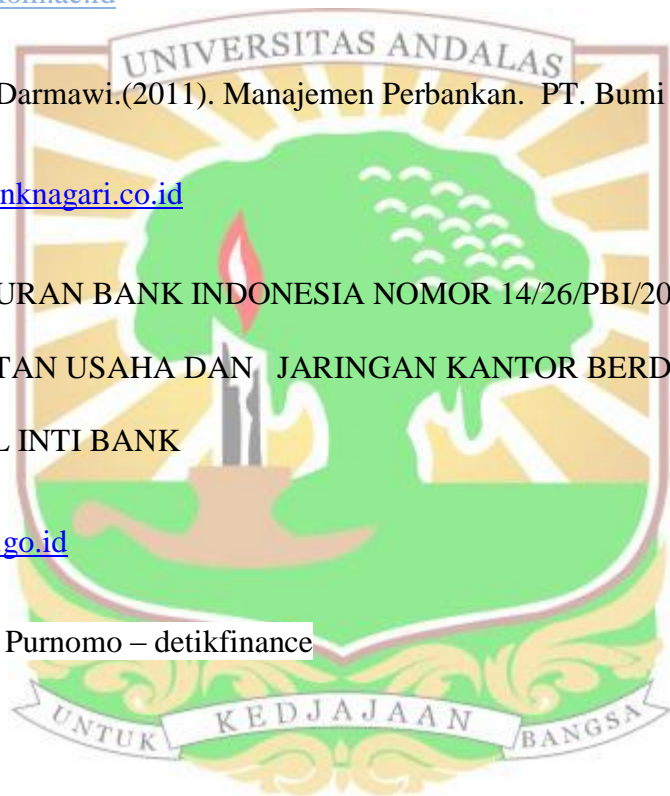 UNIVERSITAS ANDALAS
Darmawi.(2011). Manajemen Perbankan. PT. Bumi
nknagari.co.id
URAN BANK INDONESIA NOMOR 14/26/PBI/20
TAN USAHA DAN JARINGAN KANTOR BERD
L INTI BANK
go.id
Purnomo – detikfinance
UNTUK KEDJAJAAN BANGSA